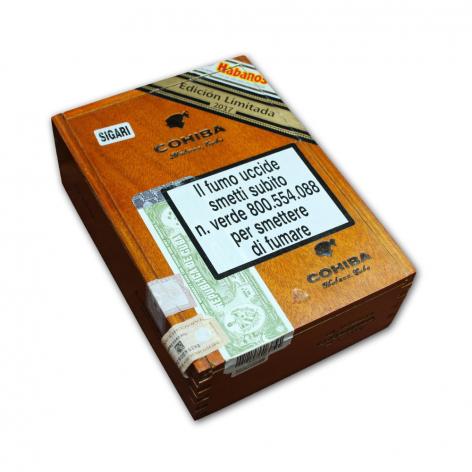 Habanos
Edición Limitada
2017
SIGARI
COHIBA
Habana, Cuba
Il fumo uccide
smetti subito
n. verde 800.554.088
per smettere
di fumare
REPUBLICA DE CUBA
COHIBA
Habana, Cuba